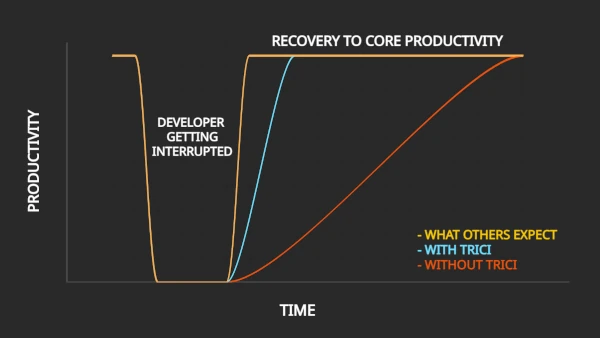 RECOVERY TO CORE PRODUCTIVITY
DEVELOPER
GETTING
INTERRUPTED
PRODUCTIVITY
- WHAT OTHERS EXPECT
- WITH TRICI
- WITHOUT TRICI
TIME